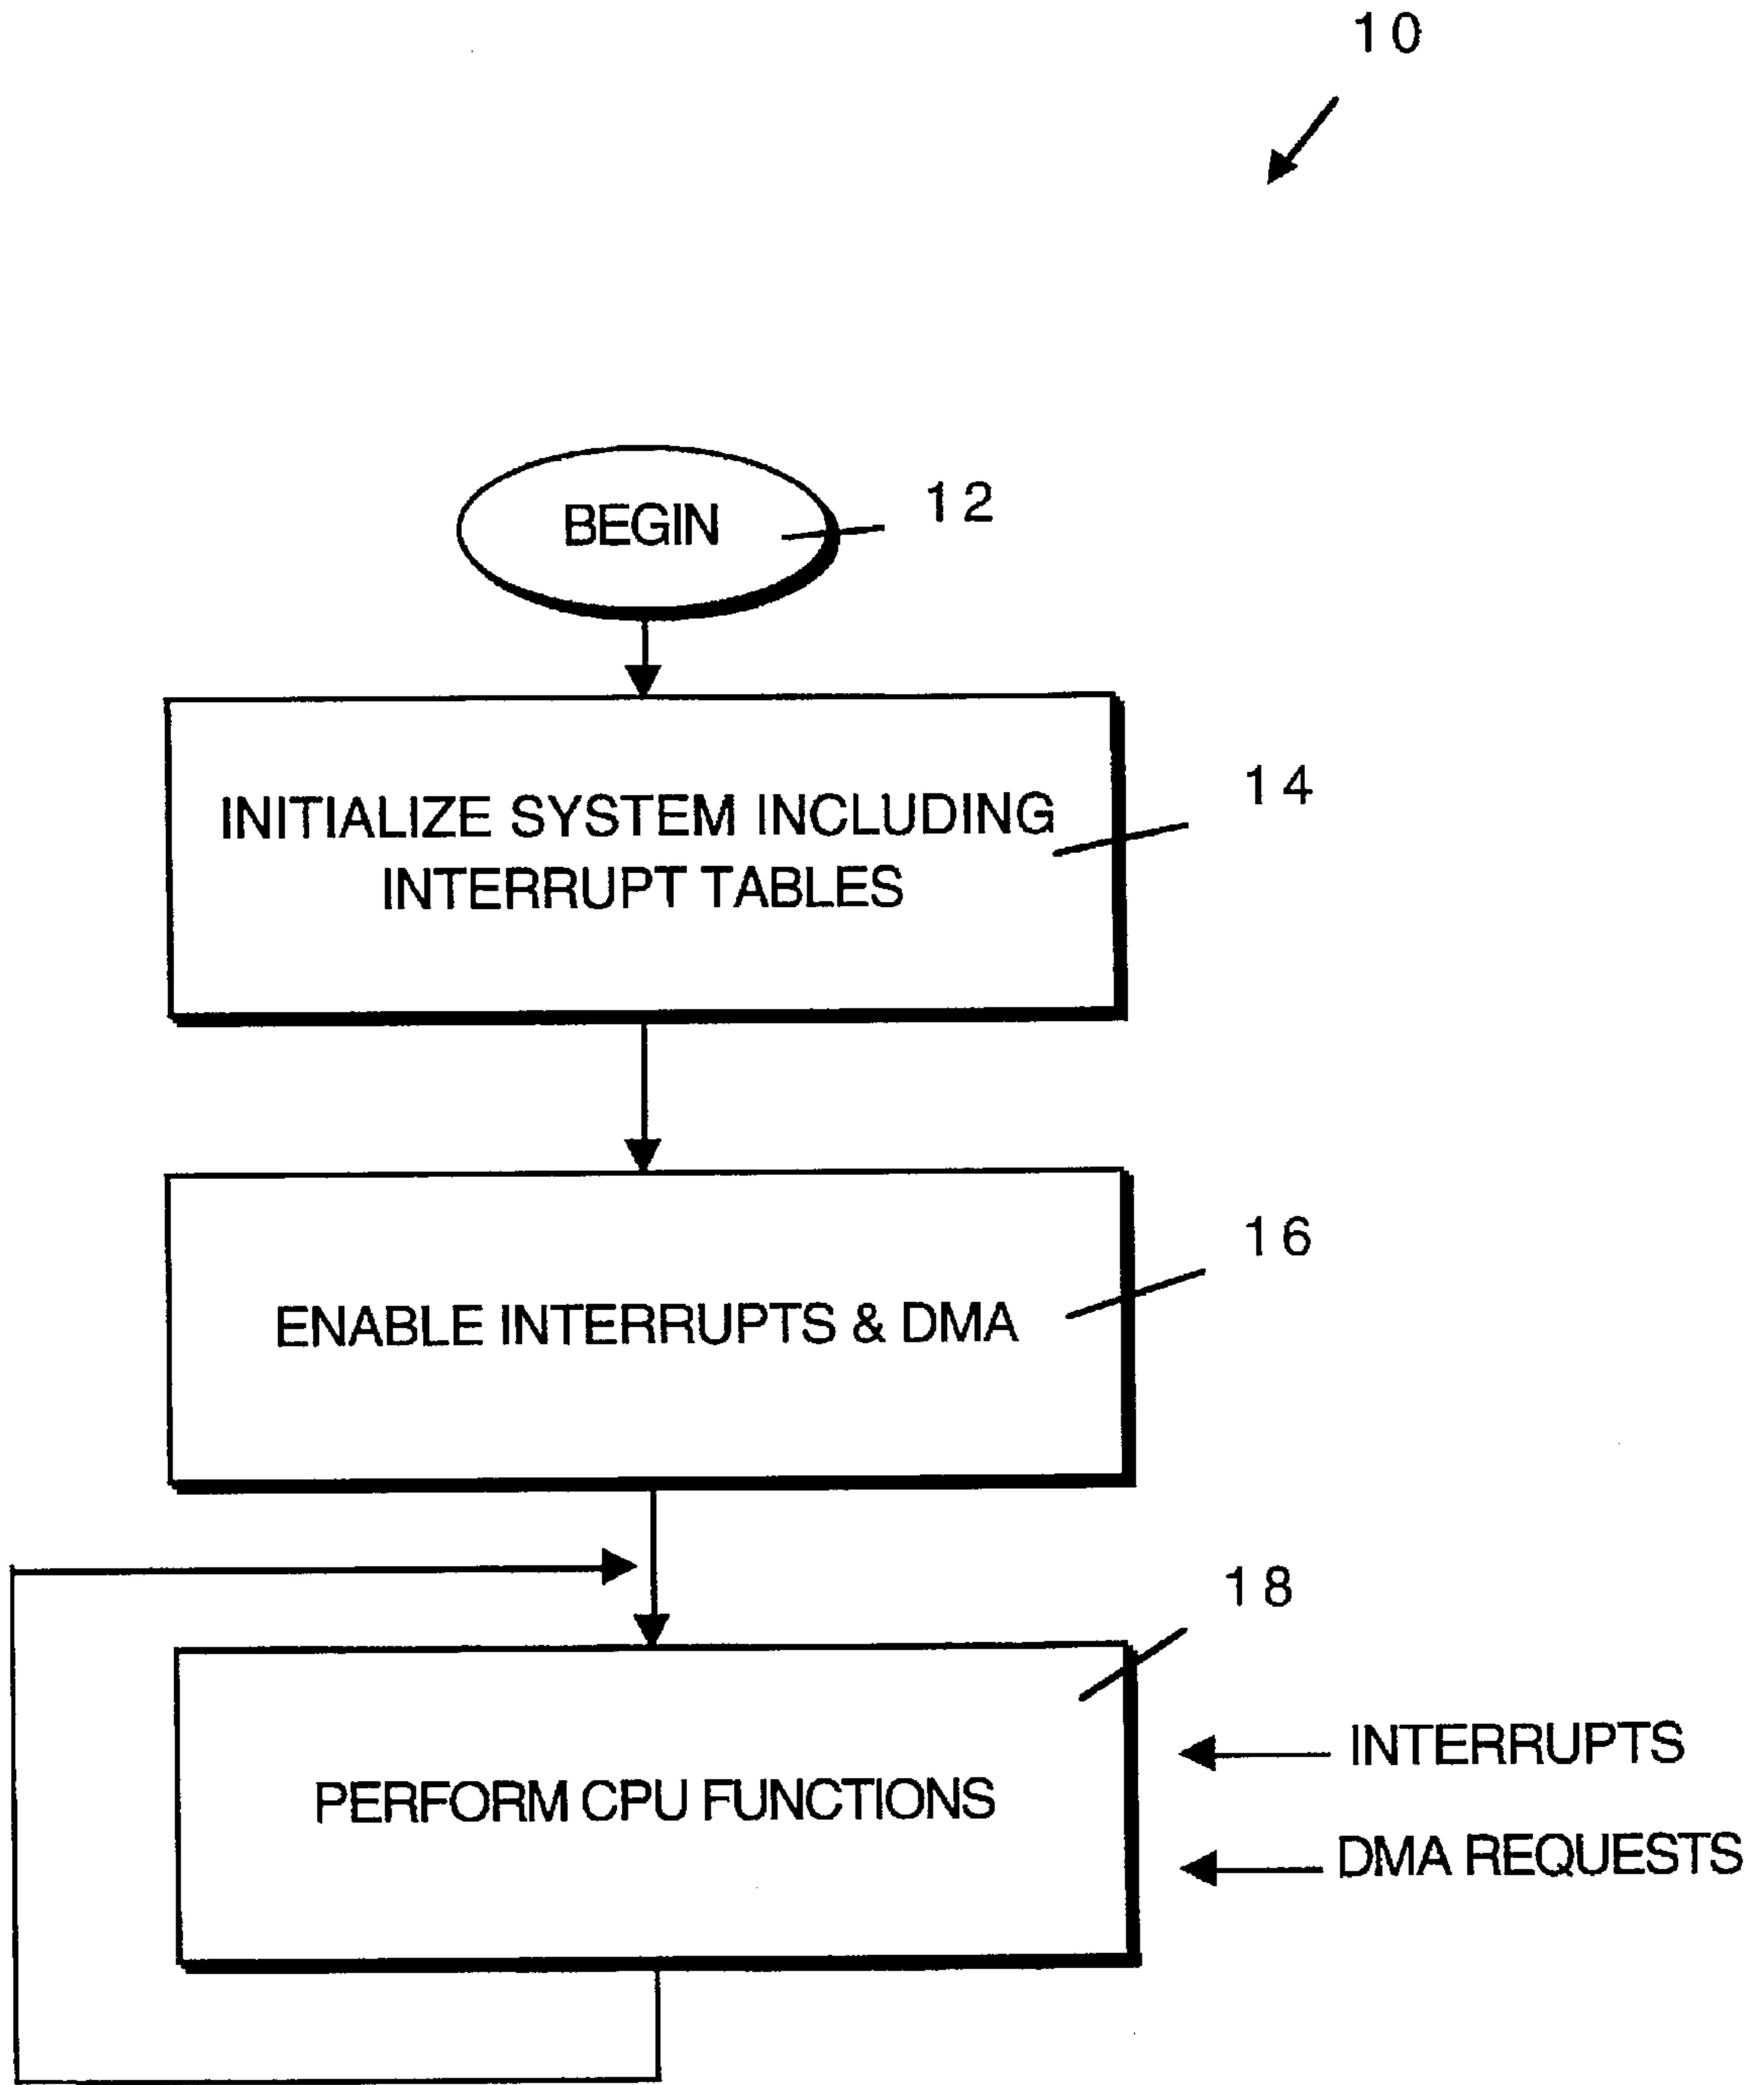 10
BEGIN
12
INITIALIZE SYSTEM INCLUDING
INTERRUPT TABLES
14
ENABLE INTERRUPTS & DMA
16
18
PERFORM CPU FUNCTIONS
INTERRUPTS
DMA REQUESTS